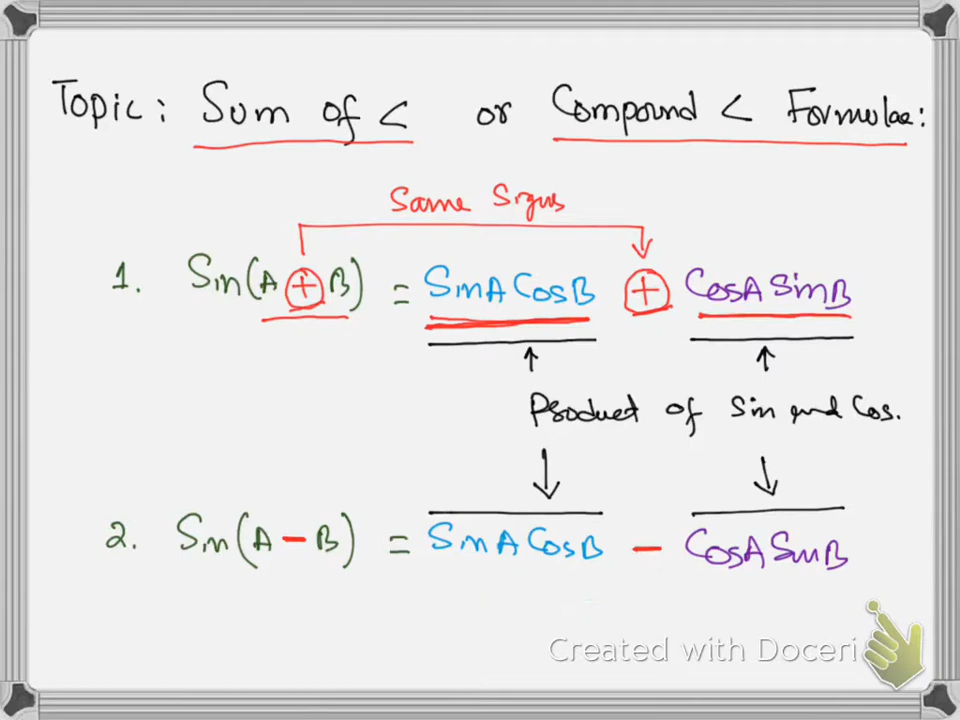 Topic: Sum of < or Compound < Formulae:
Same Signs
1. Sin(A + B) = SinA CosB + CosA SinB
Product of Sin and Cos.
2. Sin(A - B) = SinA CosB - CosA SinB
Created with Doceri